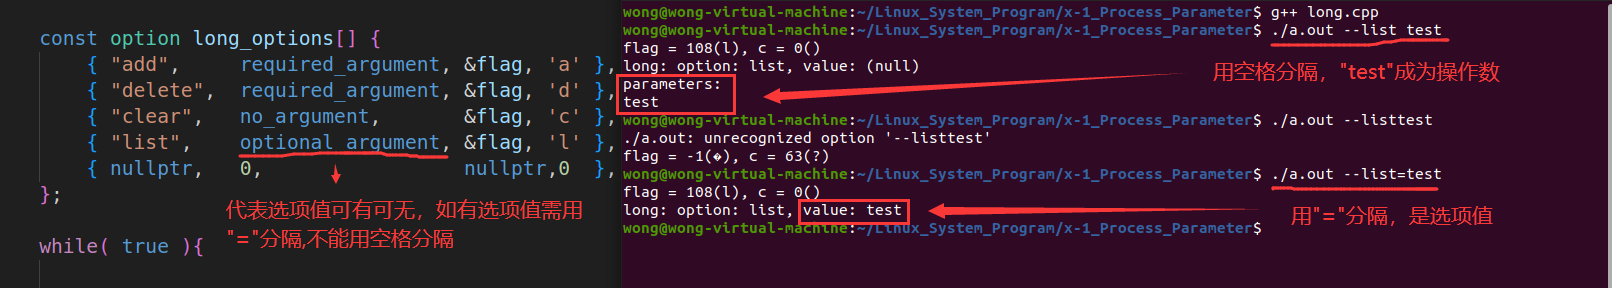 const option long_options[] {
{ "add", required_argument, &flag, 'a' },
{ "delete", required_argument, &flag, 'd' },
{ "clear", no_argument, &flag, 'c' },
{ "list", optional_argument, &flag, 'l' },
{ nullptr, 0, nullptr,0 },
};
代表选项值可有可无，如有选项值需用
"="分隔,不能用空格分隔
while( true ){
wong@wong-virtual-machine:~/Linux_System_Program/x-1_Process_Parameter$ g++ long.cpp
wong@wong-virtual-machine:~/Linux_System_Program/x-1_Process_Parameter$ ./a.out --list test
flag = 108(l), c = 0()
long: option: list, value: (null)
parameters:
test
用空格分隔，"test"成为操作数
wong@wong-virtual-machine:~/Linux_System_Program/x-1_Process_Parameter$ ./a.out --listtest
./a.out: unrecognized option '--listtest'
flag = -1(�), c = 63(?)
wong@wong-virtual-machine:~/Linux_System_Program/x-1_Process_Parameter$ ./a.out --list=test
flag = 108(l), c = 0()
long: option: list, value: test
用"="分隔，是选项值
wong@wong-virtual-machine:~/Linux_System_Program/x-1_Process_Parameter$